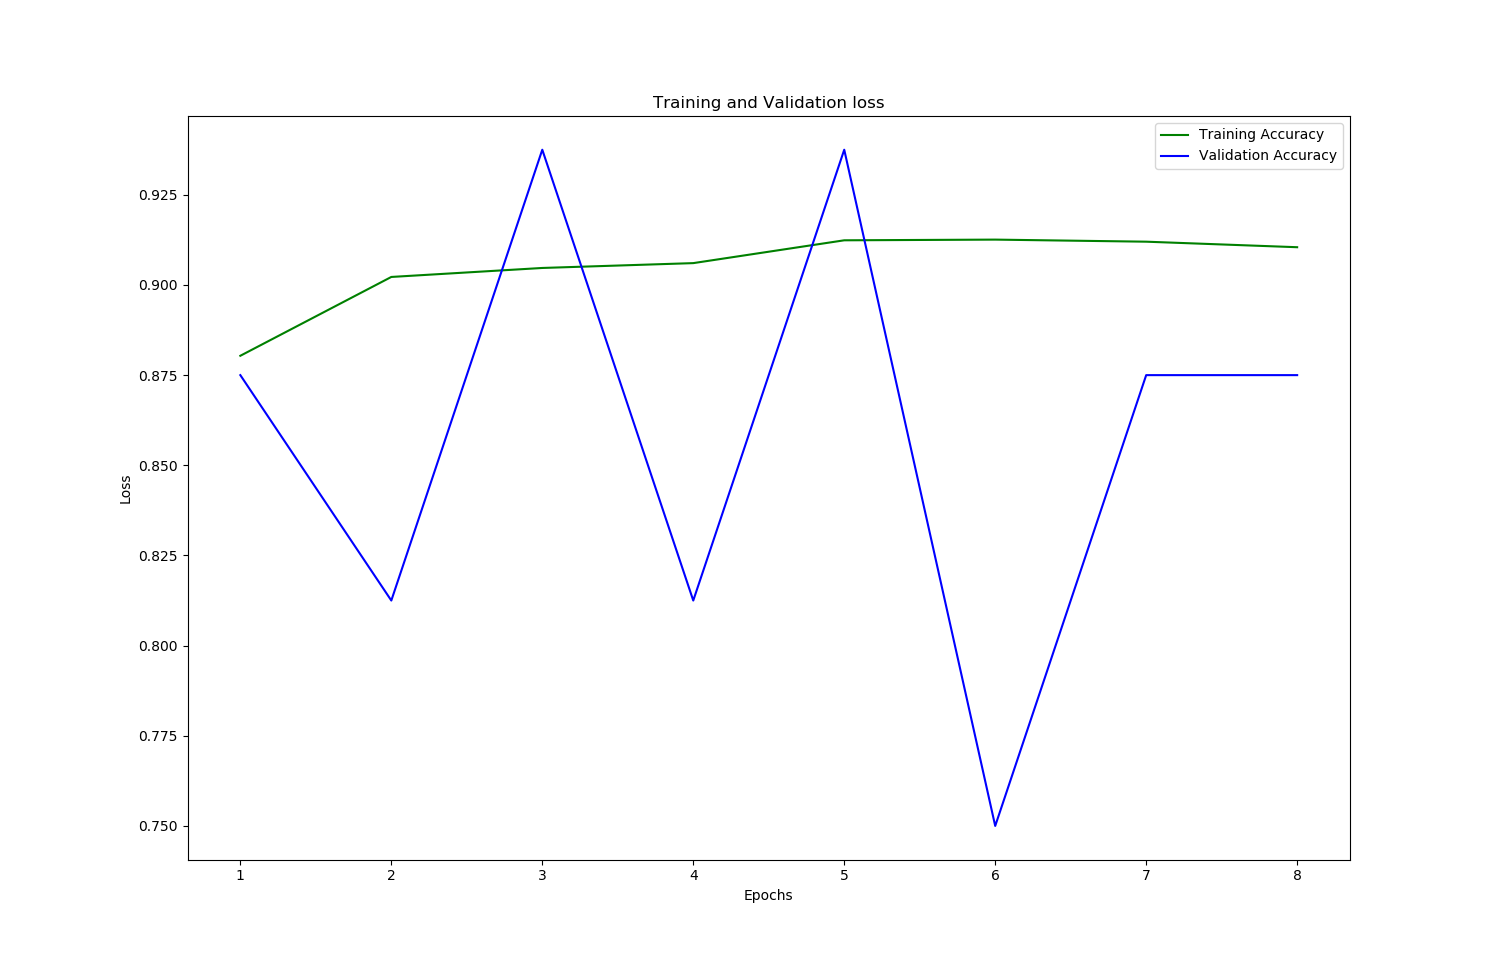 Training and Validation loss
Training Accuracy
Validation Accuracy
0.925
0.900
0.875
0.850
0.825
0.800
0.775
0.750
Loss
1 2 3 4 5 6 7 8
Epochs